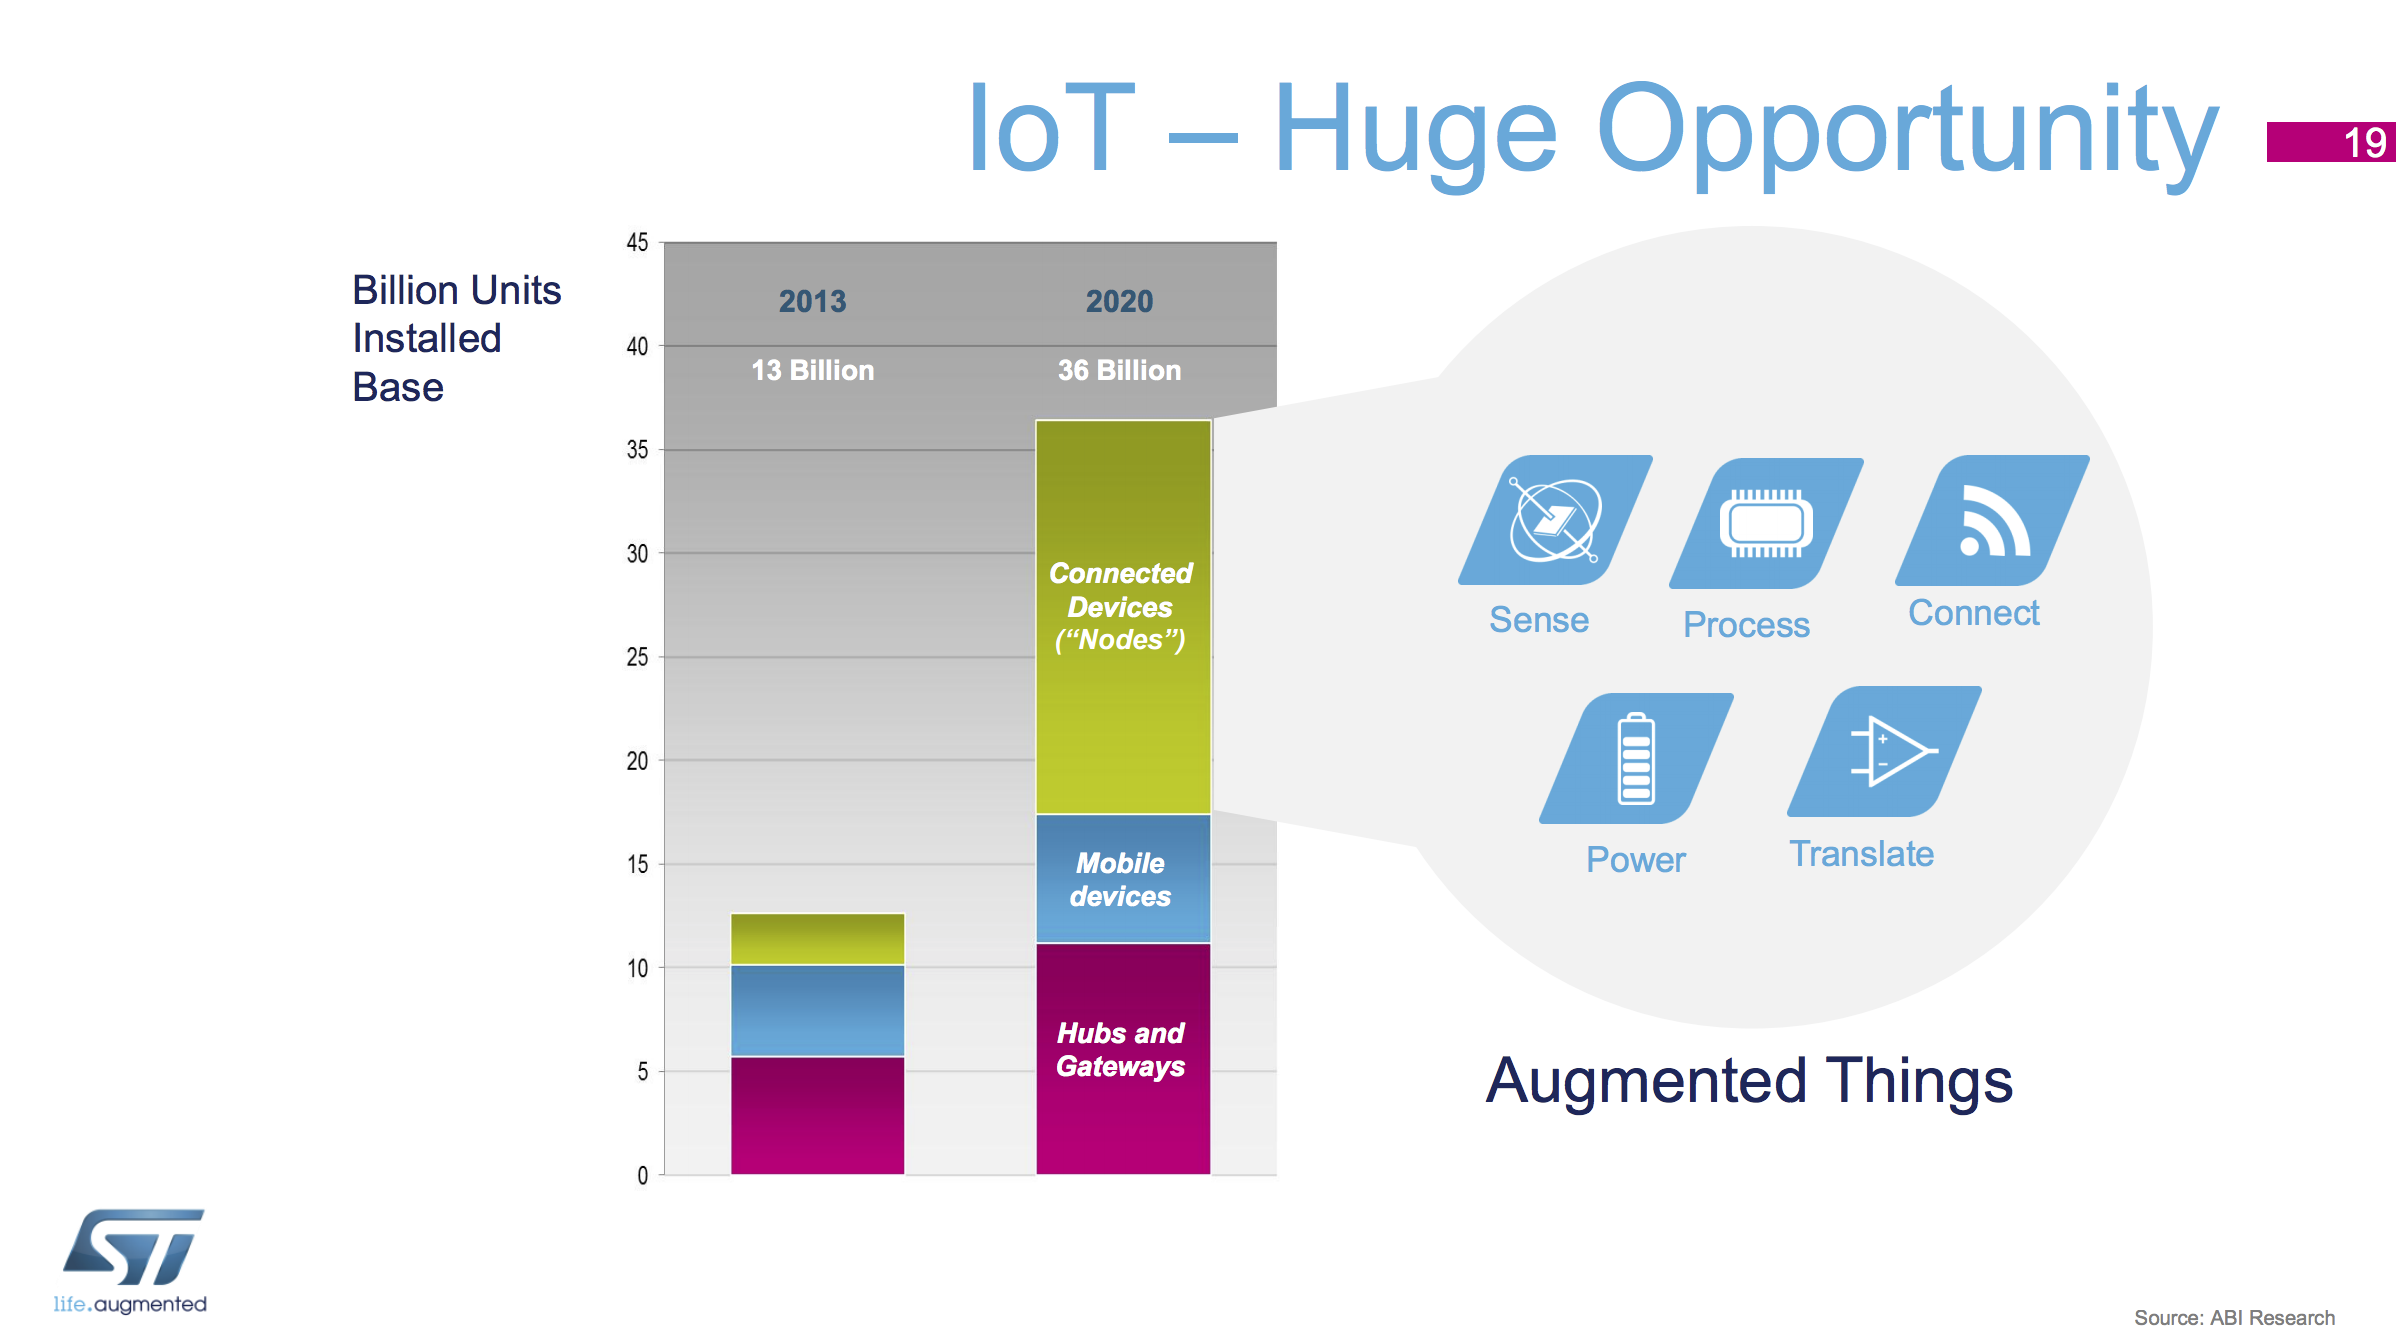 IoT – Huge Opportunity
19
Billion Units
Installed
Base
45
40
35
30
25
20
15
10
5
0
2013
2020
13 Billion
36 Billion
Connected
Devices
(“Nodes”)
Mobile
devices
Hubs and
Gateways
Sense
Process
Connect
Power
Translate
Augmented Things
ST
life.augmented
Source: ABI Research